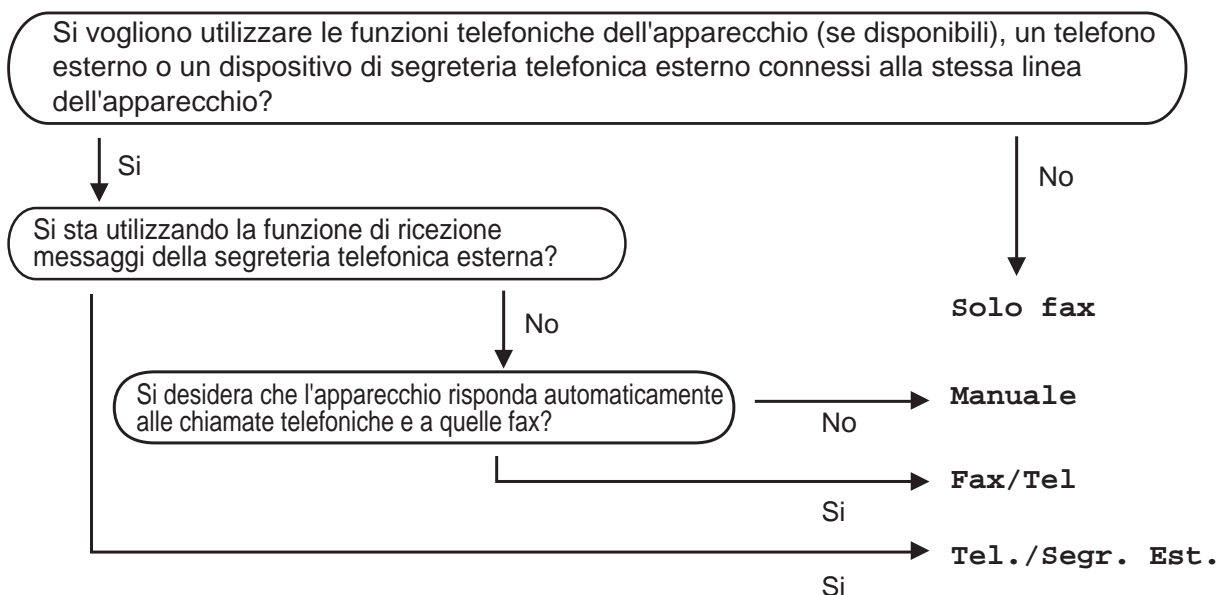 Si vogliono utilizzare le funzioni telefoniche dell'apparecchio (se disponibili), un telefono
esterno o un dispositivo di segreteria telefonica esterno connessi alla stessa linea
dell'apparecchio?
Si
No
Si sta utilizzando la funzione di ricezione
messaggi della segreteria telefonica esterna?
Solo fax
No
Si desidera che l'apparecchio risponda automaticamente
alle chiamate telefoniche e a quelle fax?
No
Manuale
Si
Fax/Tel
Si
Tel./Segr. Est.